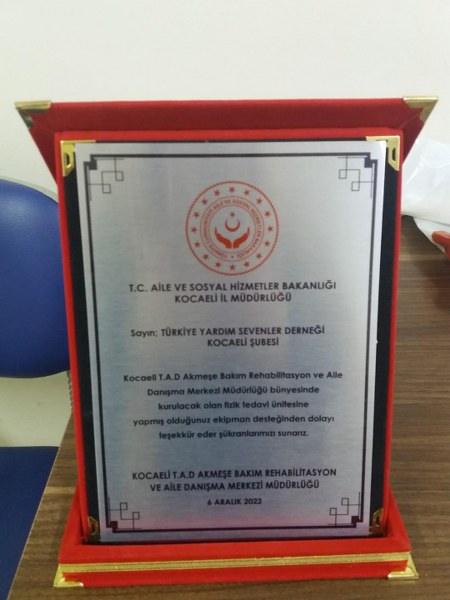 T.C. AİLE VE SOSYAL HİZMETLER BAKANLIĞI
KOCAELİ İL MÜDÜRLÜĞÜ
Sayın; TÜRKİYE YARDIM SEVENLER DERNEĞİ
KOCAELİ ŞUBESİ
Kocaeli T.A.D Akmeşe Bakım Rehabilitasyon ve Aile
Danışma Merkezi Müdürlüğü bünyesinde
kurulacak olan fizik tedavi ünitesine
yapmış olduğunuz ekipman desteğinden dolayı
teşekkür eder şükranlarımızı sunarız.
KOCAELİ T.A.D AKMEŞE BAKIM REHABİLİTASYON
VE AİLE DANIŞMA MERKEZİ MÜDÜRLÜĞÜ
6 ARALIK 2022